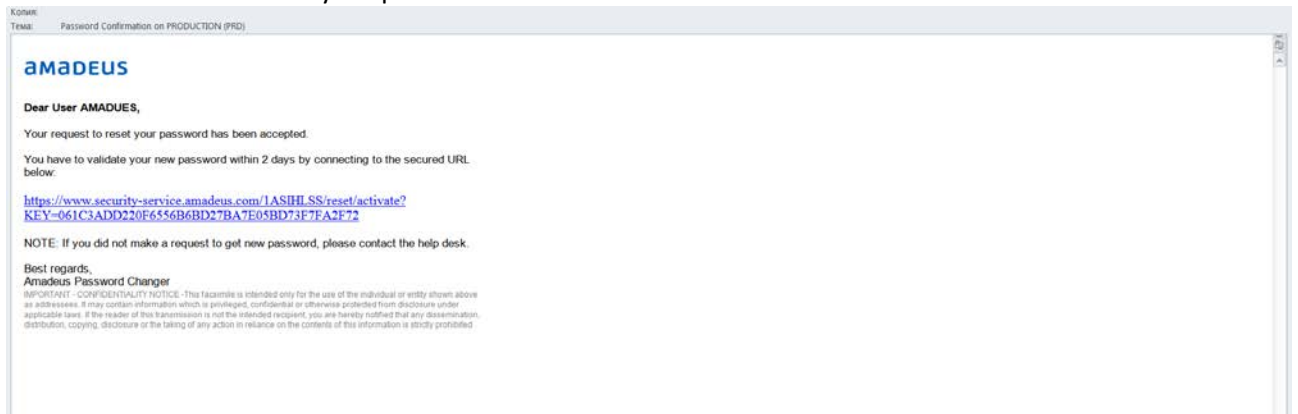 Копия:
Тема: Password Confirmation on PRODUCTION (PRD)
aмaDEUS
Dear User AMADUES,
Your request to reset your password has been accepted.
You have to validate your new password within 2 days by connecting to the secured URL
below:
https://www.security-service.amadeus.com/1ASIHLSS/reset/activate?
KEY=061C3ADD220F6556B6BD27BA7E05BD73F7FA2F72
NOTE: If you did not make a request to get new password, please contact the help desk.
Best regards,
Amadeus Password Changer
IMPORTANT - CONFIDENTIALITY NOTICE -This facsimile is intended only for the use of the individual or entity shown above
as addressees. It may contain information which is privileged, confidential or otherwise protected from disclosure under
applicable laws. If the reader of this transmission is not the intended recipient, you are hereby notified that any dissemination,
distribution, copying, disclosure or the taking of any action in reliance on the contents of this information is strictly prohibited